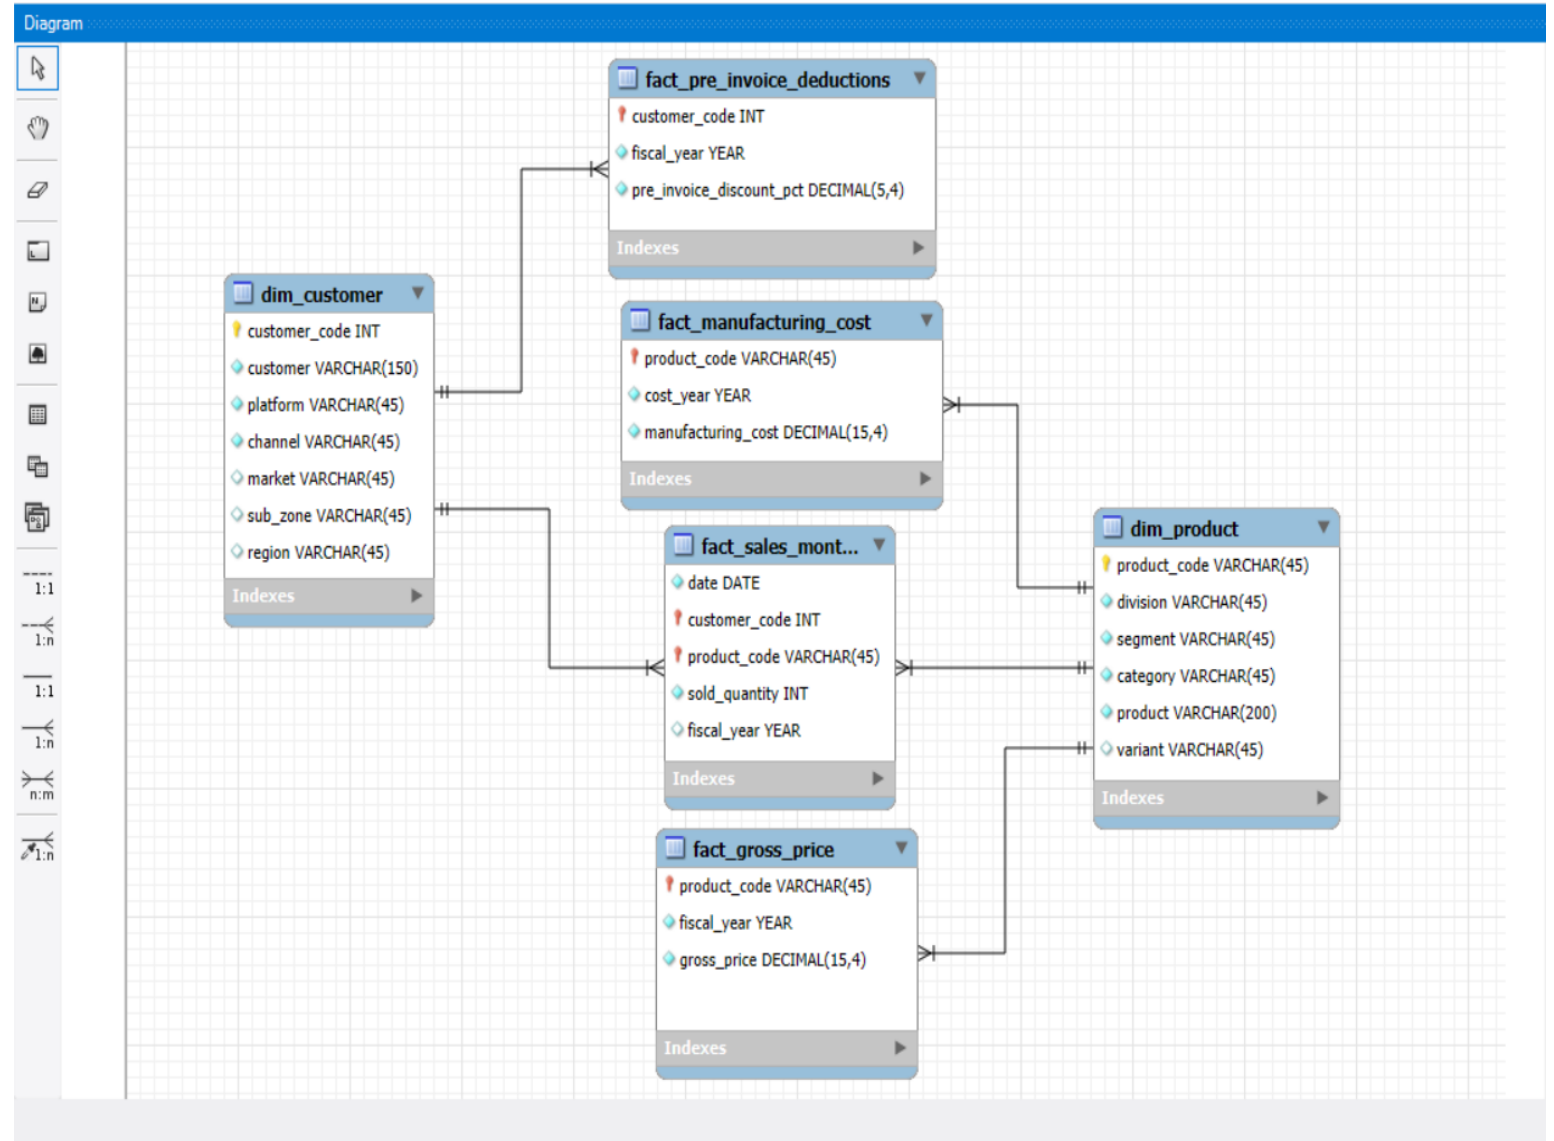 Diagram
fact_pre_invoice_deductions
customer_code INT
fiscal_year YEAR
pre_invoice_discount_pct DECIMAL(5,4)
Indexes
dim_customer
customer_code INT
customer VARCHAR(150)
platform VARCHAR(45)
channel VARCHAR(45)
market VARCHAR(45)
sub_zone VARCHAR(45)
region VARCHAR(45)
Indexes
fact_manufacturing_cost
product_code VARCHAR(45)
cost_year YEAR
manufacturing_cost DECIMAL(15,4)
Indexes
fact_sales_mont...
date DATE
customer_code INT
product_code VARCHAR(45)
sold_quantity INT
fiscal_year YEAR
Indexes
dim_product
product_code VARCHAR(45)
division VARCHAR(45)
segment VARCHAR(45)
category VARCHAR(45)
product VARCHAR(200)
variant VARCHAR(45)
Indexes
fact_gross_price
product_code VARCHAR(45)
fiscal_year YEAR
gross_price DECIMAL(15,4)
Indexes
1:1
1:n
1:1
1:n
n:m
1:n